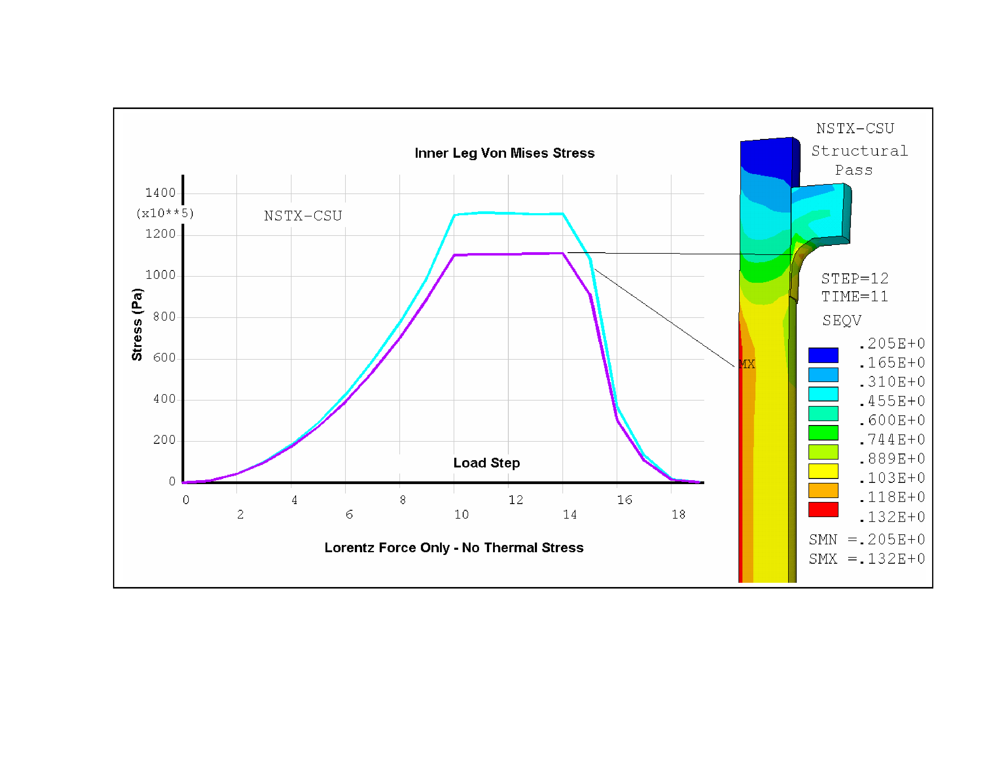 Inner Leg Von Mises Stress
1400
(x10**5)
NSTX-CSU
1200
1000
800
600
400
200
0
Stress (Pa)
Load Step
0
4
8
12
16
2
6
10
14
18
Lorentz Force Only - No Thermal Stress
NSTX-CSU
Structural
Pass
MX
STEP=12
TIME=11
SEQV
.205E+0
.165E+0
.310E+0
.455E+0
.600E+0
.744E+0
.889E+0
.103E+0
.118E+0
.132E+0
SMN =.205E+0
SMX =.132E+0